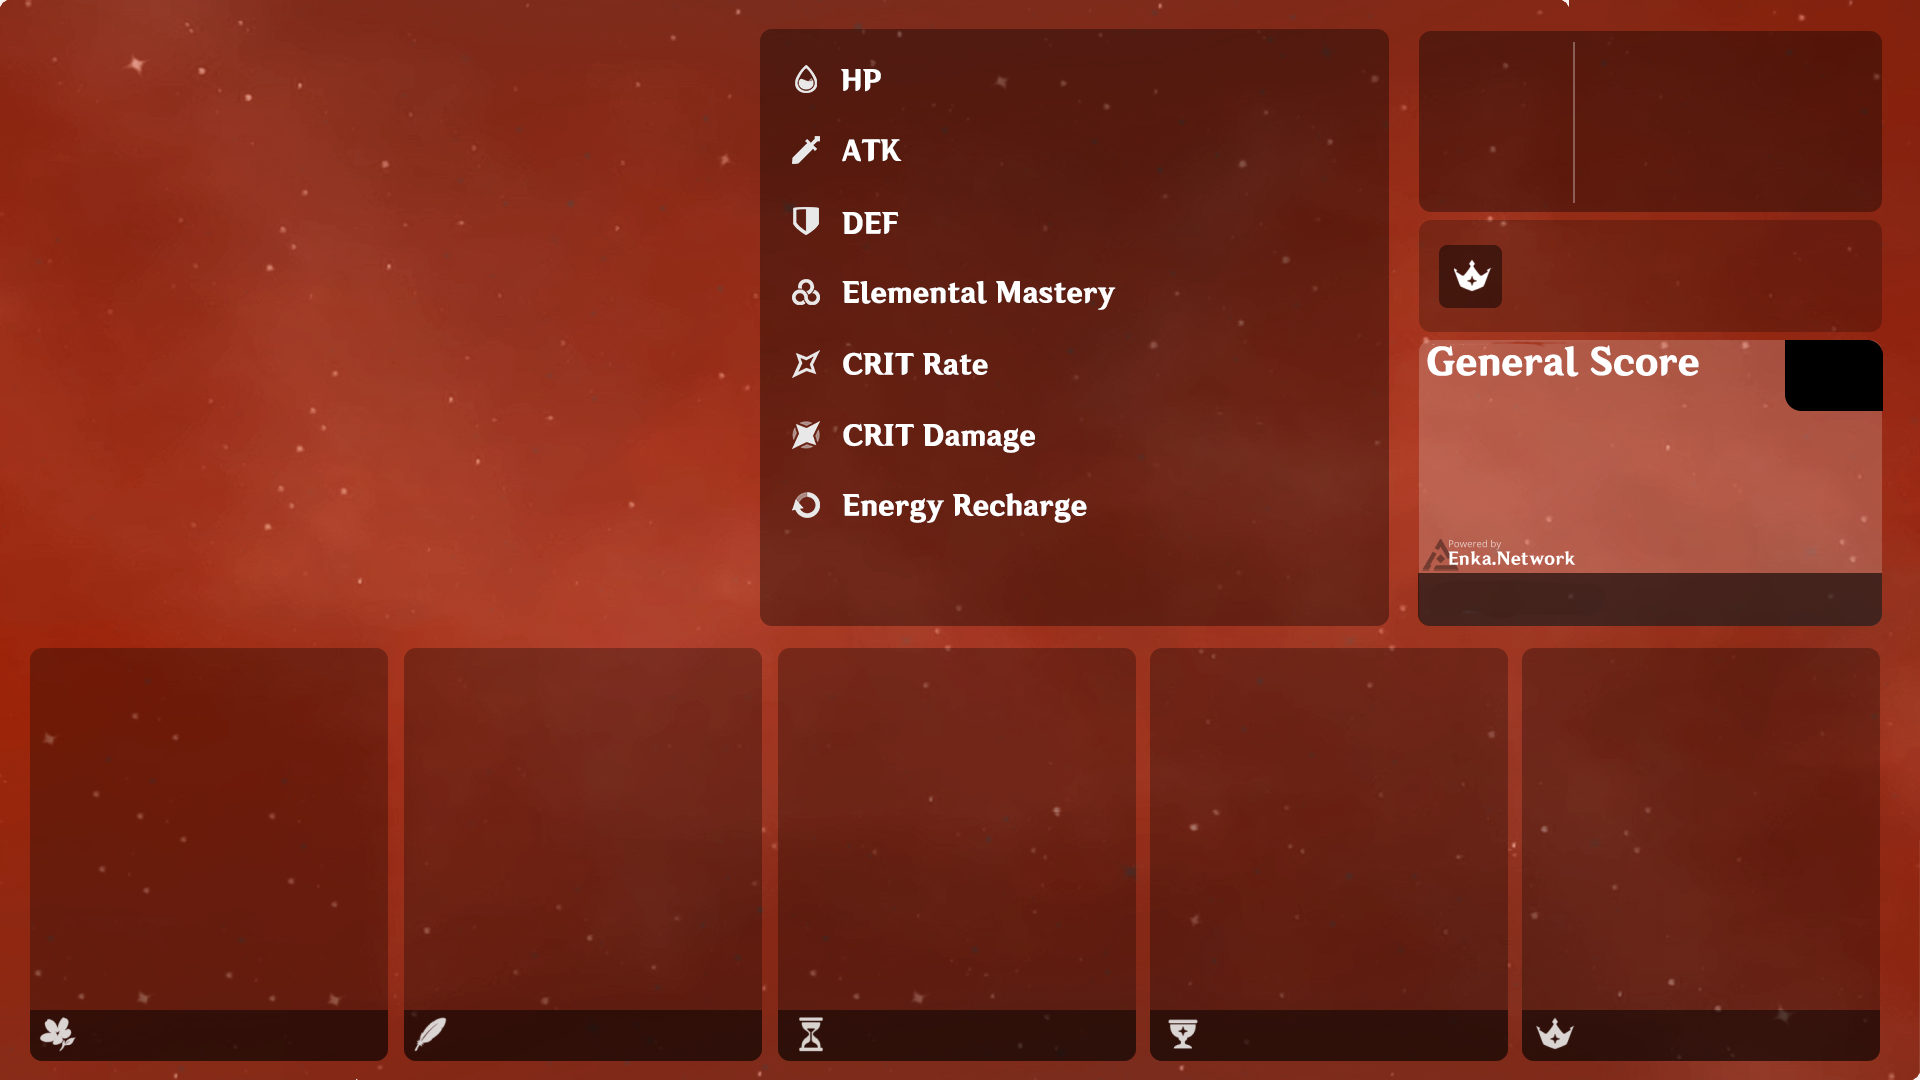 HP
ATK
DEF
Elemental Mastery
CRIT Rate
CRIT Damage
Energy Recharge
General Score
Powered by
Enka.Network